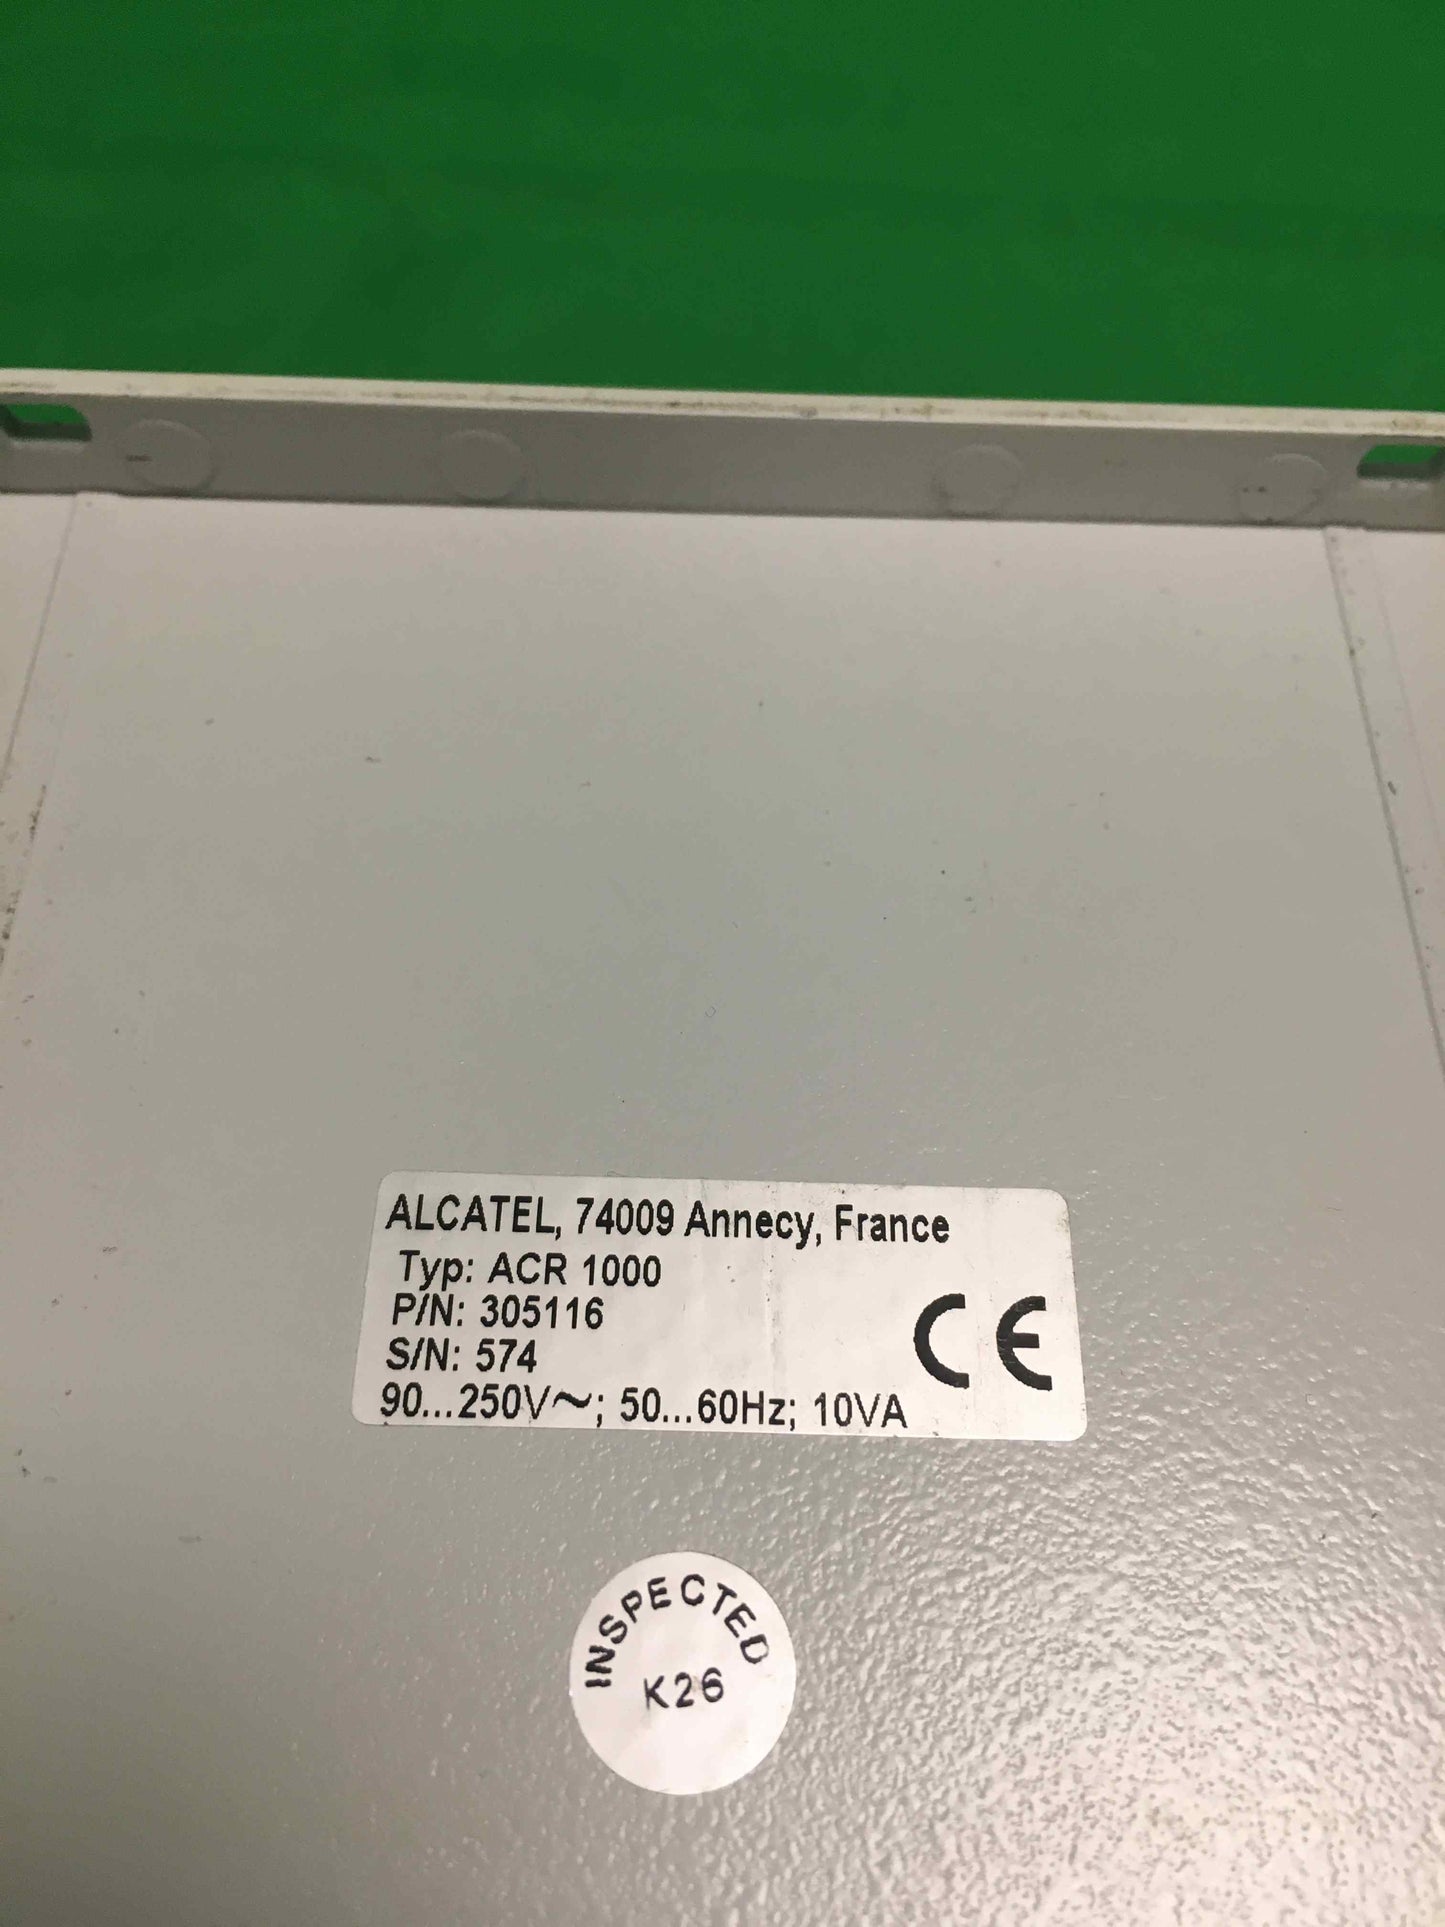 ALCATEL, 74009 Annecy, France
Typ: ACR 1000
P/N: 305116
S/N: 574
CE
90...250V~; 50...60Hz; 10VA
INSPECTED
K26